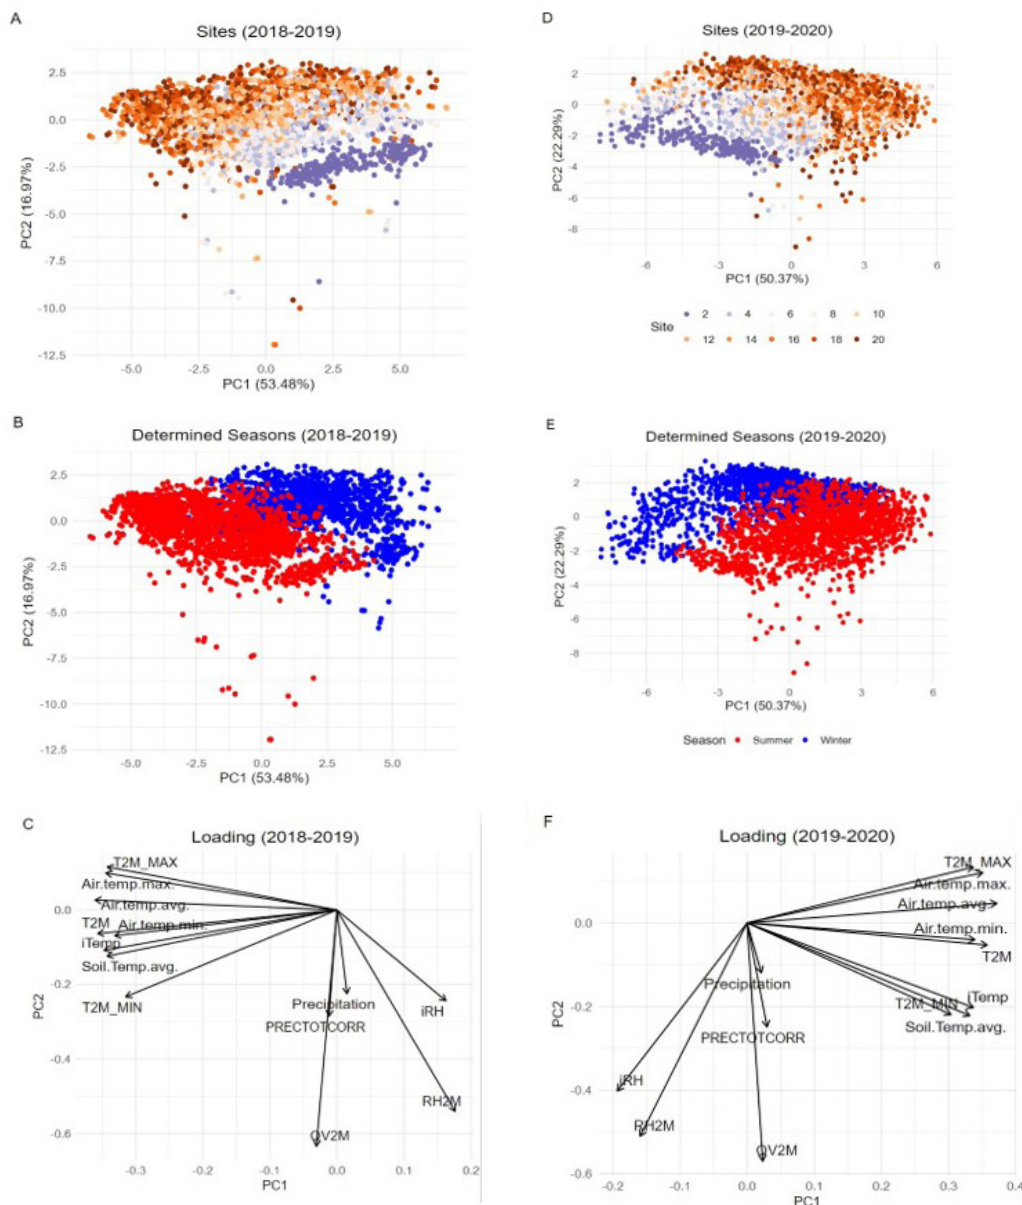 A
Sites (2018-2019)
2.5
0.0
-2.5
-5.0
-7.5
-10.0
-12.5
PC2 (16.97%)
-5.0 -2.5 0.0 2.5 5.0
PC1 (53.48%)
D
Sites (2019-2020)
2
0
-2
-4
-6
-8
PC2 (22.29%)
-6 -3 0 3 6
PC1 (50.37%)
Site
2 4 6 8 10
12 14 16 18 20
B
Determined Seasons (2018-2019)
2.5
0.0
-2.5
-5.0
-7.5
-10.0
-12.5
PC2 (16.97%)
-5.0 -2.5 0.0 2.5 5.0
PC1 (53.48%)
E
Determined Seasons (2019-2020)
2
0
-2
-4
-6
-8
PC2 (22.29%)
-6 -3 0 3 6
PC1 (50.37%)
Season Summer Winter
C
Loading (2018-2019)
T2M_MAX
Air.temp.max.
Air.temp.avg.
T2M
Air.temp.min.
iTemp
Soil.Temp.avg.
T2M_MIN
Precipitation
PRECTOTCORR
iRH
RH2M
QV2M
0.0
-0.2
-0.4
-0.6
PC2
-0.3 -0.2 -0.1 0.0 0.1 0.2
PC1
F
Loading (2019-2020)
T2M_MAX
Air.temp.max.
Air.temp.avg.
Air.temp.min.
T2M
Precipitation
iTemp
T2M_MIN
Soil.Temp.avg.
PRECTOTCORR
iRH
RH2M
QV2M
0.0
-0.2
-0.4
-0.6
PC2
-0.2 -0.1 0.0 0.1 0.2 0.3 0.4
PC1